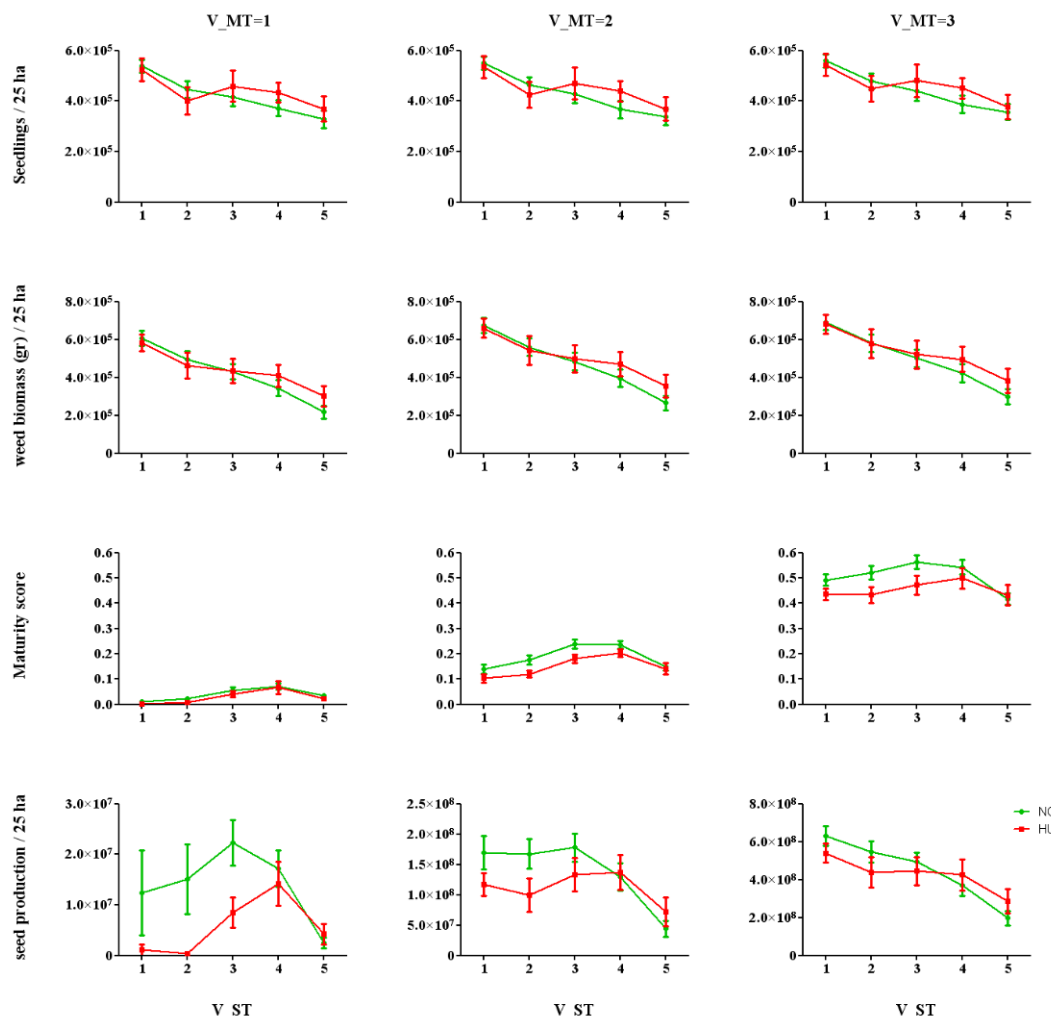 V_MT=1 V_MT=2 V_MT=3
Seedlings / 25 ha
6.0×10⁵ 6.0×10⁵ 6.0×10⁵
4.0×10⁵ 4.0×10⁵ 4.0×10⁵
2.0×10⁵ 2.0×10⁵ 2.0×10⁵
0 0 0
1 2 3 4 5 1 2 3 4 5 1 2 3 4 5
weed biomass (gr) / 25 ha
8.0×10⁵ 8.0×10⁵ 8.0×10⁵
6.0×10⁵ 6.0×10⁵ 6.0×10⁵
4.0×10⁵ 4.0×10⁵ 4.0×10⁵
2.0×10⁵ 2.0×10⁵ 2.0×10⁵
0 0 0
1 2 3 4 5 1 2 3 4 5 1 2 3 4 5
Maturity score
0.6 0.6 0.6
0.5 0.5 0.5
0.4 0.4 0.4
0.3 0.3 0.3
0.2 0.2 0.2
0.1 0.1 0.1
0.0 0.0 0.0
1 2 3 4 5 1 2 3 4 5 1 2 3 4 5
seed production / 25 ha
3.0×10⁷ 2.5×10⁸ 8.0×10⁸
2.0×10⁷ 2.0×10⁸ 6.0×10⁸
1.0×10⁷ 1.5×10⁸ 4.0×10⁸
0 1.0×10⁸ 2.0×10⁸
5.0×10⁷ 0
0
1 2 3 4 5 1 2 3 4 5 1 2 3 4 5
V_ST V_ST V_ST